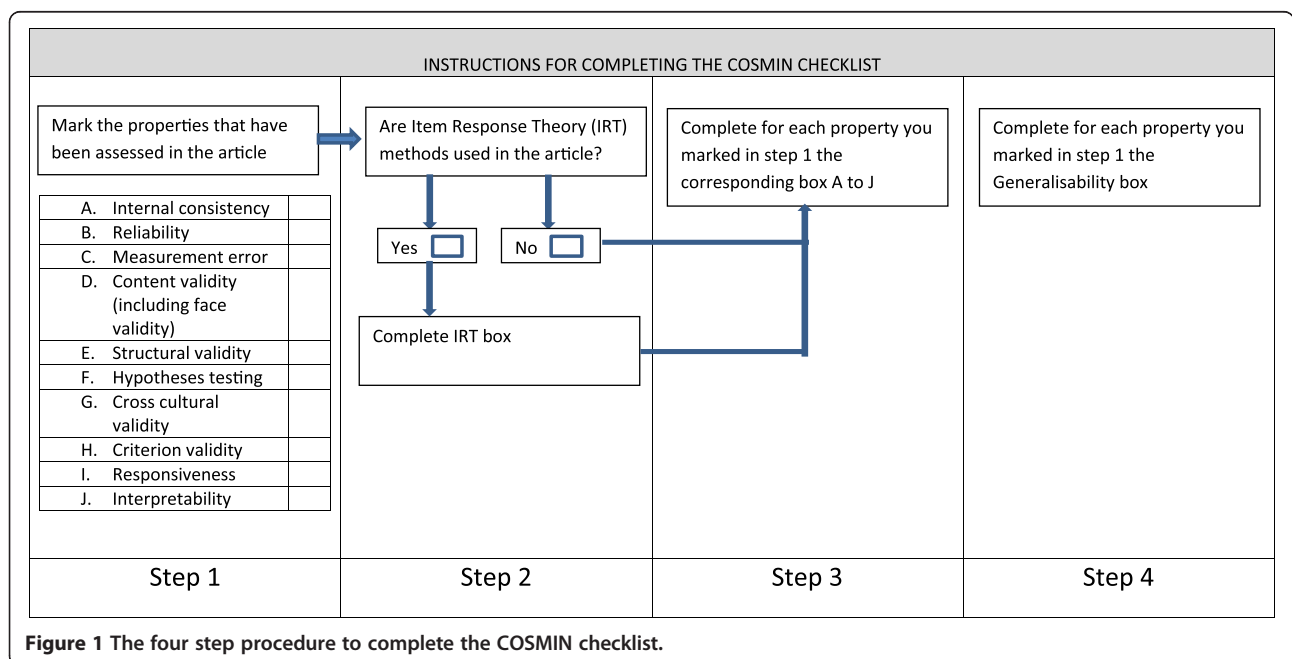 INSTRUCTIONS FOR COMPLETING THE COSMIN CHECKLIST
Mark the properties that have
been assessed in the article
A. Internal consistency
B. Reliability
C. Measurement error
D. Content validity
(including face
validity)
E. Structural validity
F. Hypotheses testing
G. Cross cultural
validity
H. Criterion validity
I. Responsiveness
J. Interpretability
Step 1
Are Item Response Theory (IRT)
methods used in the article?
Yes
No
Complete IRT box
Step 2
Complete for each property you
marked in step 1 the
corresponding box A to J
Step 3
Complete for each property you
marked in step 1 the
Generalisability box
Step 4
Figure 1 The four step procedure to complete the COSMIN checklist.